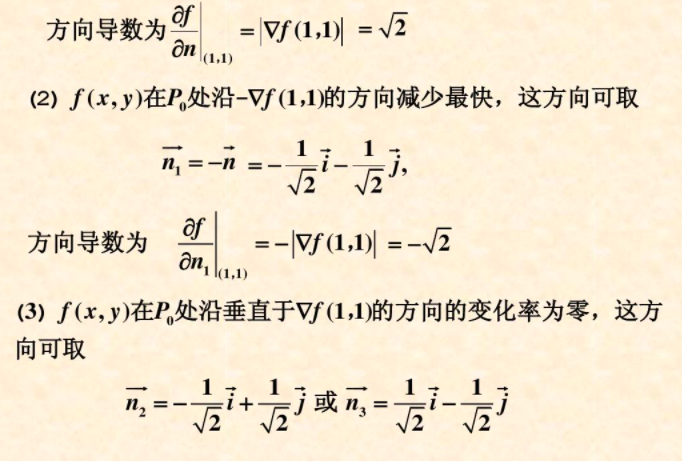 方向导数为 ∂f/∂n|(1,1) = |∇f(1,1)| = √2
(2) f(x,y)在P₀处沿-∇f(1,1)的方向减少最快，这方向可取
n₁⃗ = -n⃗ = -1/√2 i⃗ - 1/√2 j⃗,
方向导数为 ∂f/∂n₁|(1,1) = -|∇f(1,1)| = -√2
(3) f(x,y)在P₀处沿垂直于∇f(1,1)的方向的变化率为零，这方
向可取
n₂⃗ = -1/√2 i⃗ + 1/√2 j⃗ 或 n₃⃗ = 1/√2 i⃗ - 1/√2 j⃗